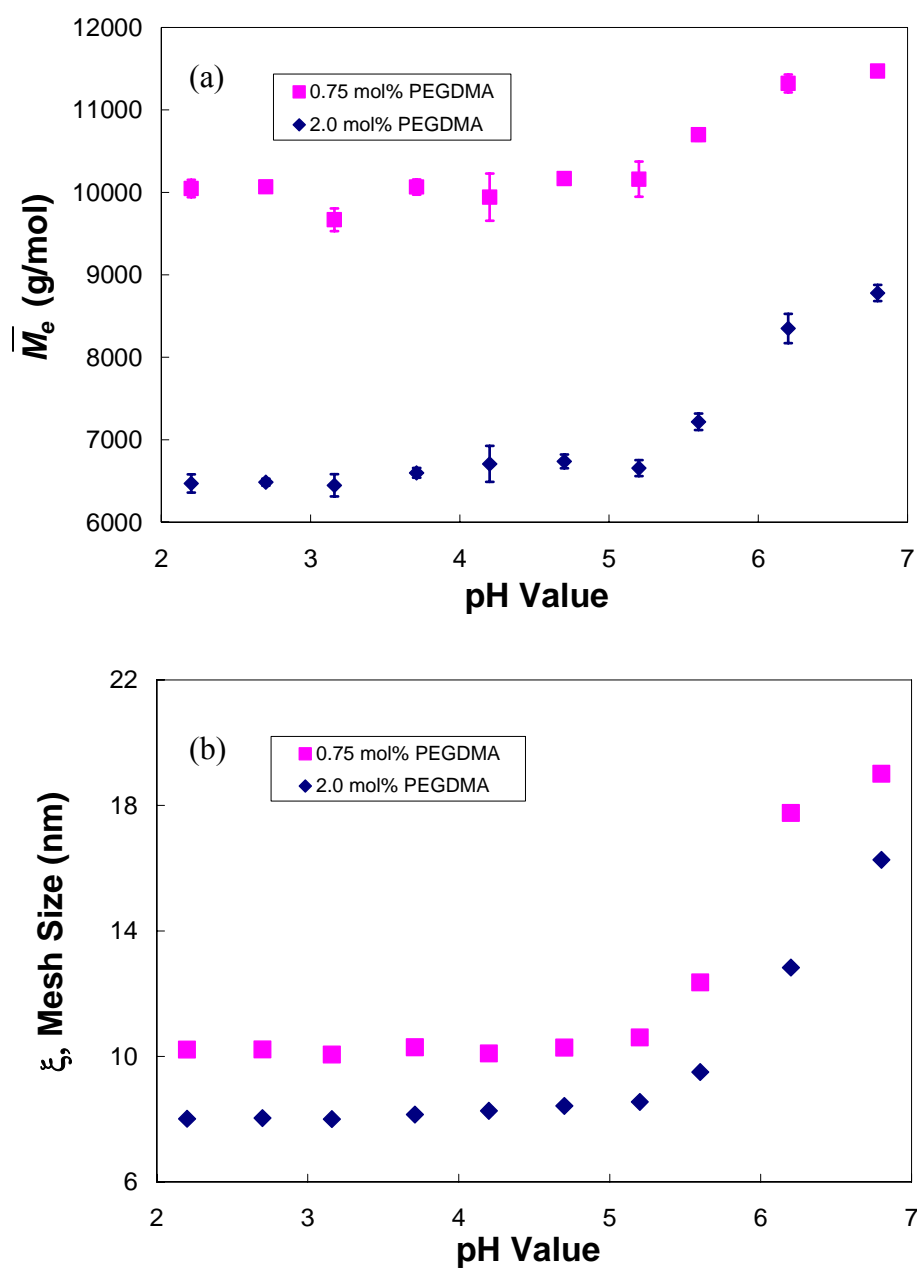 12000
(a)
0.75 mol% PEGDMA
2.0 mol% PEGDMA
11000
10000
9000
8000
7000
6000
M̅e (g/mol)
2 3 4 5 6 7
pH Value
22
(b)
0.75 mol% PEGDMA
2.0 mol% PEGDMA
18
14
10
6
ξ, Mesh Size (nm)
2 3 4 5 6 7
pH Value